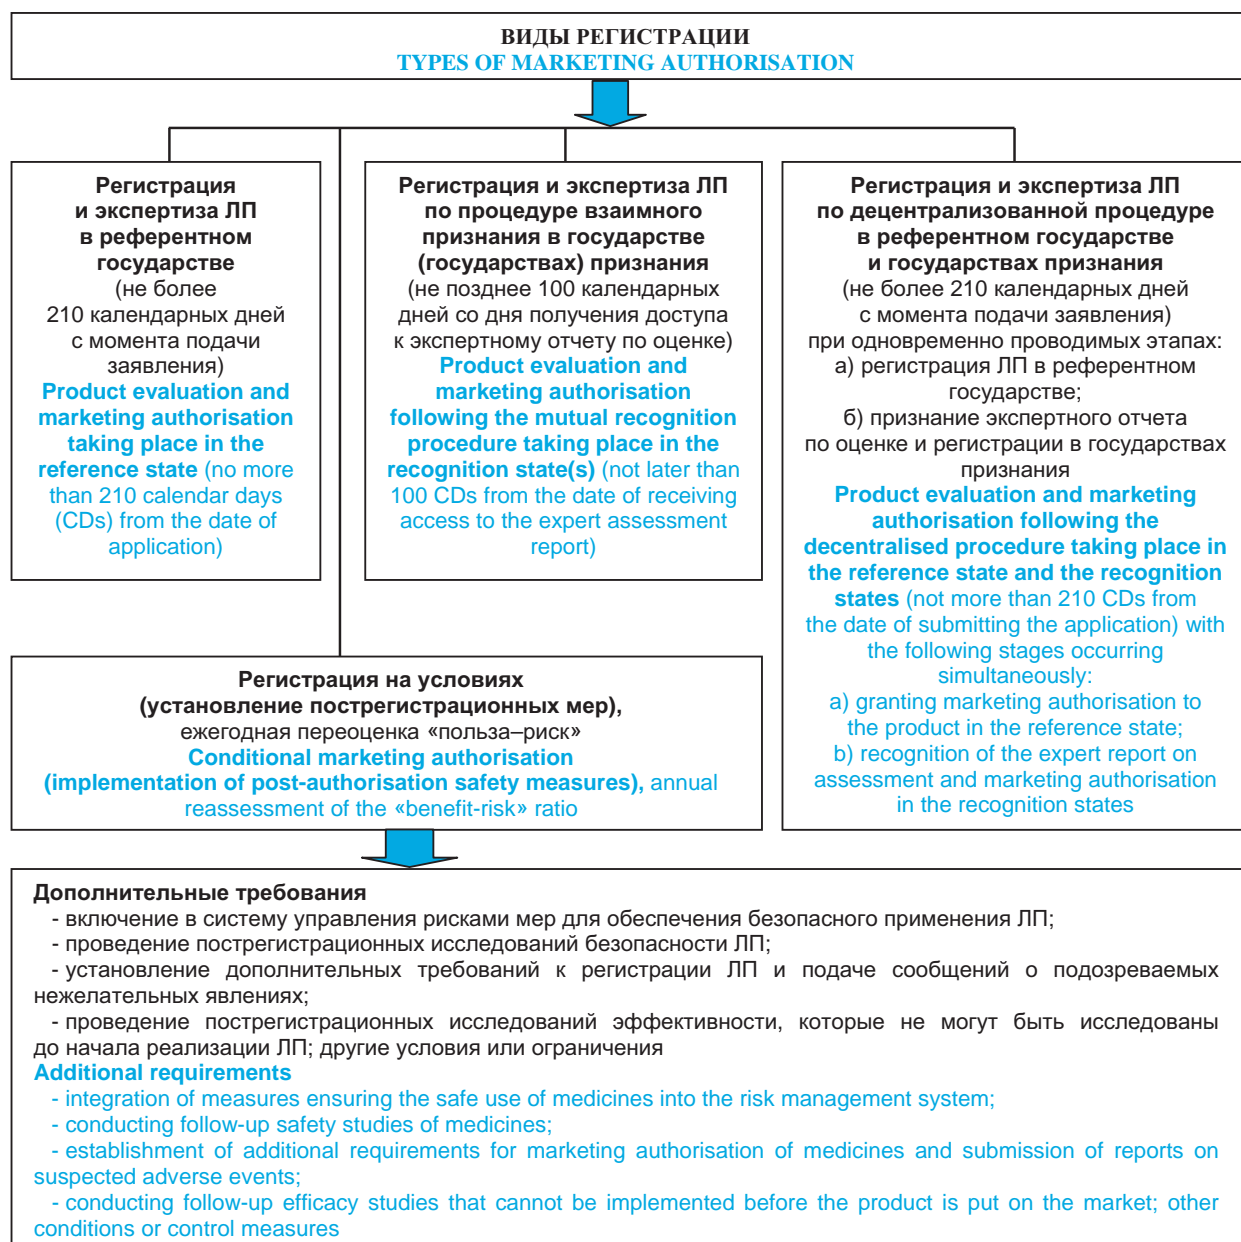 ВИДЫ РЕГИСТРАЦИИ
TYPES OF MARKETING AUTHORISATION
Регистрация
и экспертиза ЛП
в референтном
государстве
(не более
210 календарных дней
с момента подачи
заявления)
Product evaluation and
marketing authorisation
taking place in the
reference state (no more
than 210 calendar days
(CDs) from the date of
application)
Регистрация и экспертиза ЛП
по процедуре взаимного
признания в государстве
(государствах) признания
(не позднее 100 календарных
дней со дня получения доступа
к экспертному отчету по оценке)
Product evaluation and
marketing authorisation
following the mutual recognition
procedure taking place in the
recognition state(s) (not later than
100 CDs from the date of receiving
access to the expert assessment
report)
Регистрация и экспертиза ЛП
по децентрализованной процедуре
в референтном государстве
и государствах признания
(не более 210 календарных дней
с момента подачи заявления)
при одновременно проводимых этапах:
а) регистрация ЛП в референтном
государстве;
б) признание экспертного отчета
по оценке и регистрации в государствах
признания
Product evaluation and marketing
authorisation following the
decentralised procedure taking place in
the reference state and the recognition
states (not more than 210 CDs from
the date of submitting the application) with
the following stages occurring
simultaneously:
a) granting marketing authorisation to
the product in the reference state;
b) recognition of the expert report on
assessment and marketing authorisation
in the recognition states
Регистрация на условиях
(установление пострегистрационных мер),
ежегодная переоценка «польза–риск»
Conditional marketing authorisation
(implementation of post-authorisation safety measures), annual
reassessment of the «benefit-risk» ratio
Дополнительные требования
- включение в систему управления рисками мер для обеспечения безопасного применения ЛП;
- проведение пострегистрационных исследований безопасности ЛП;
- установление дополнительных требований к регистрации ЛП и подаче сообщений о подозреваемых
нежелательных явлениях;
- проведение пострегистрационных исследований эффективности, которые не могут быть исследованы
до начала реализации ЛП; другие условия или ограничения
Additional requirements
- integration of measures ensuring the safe use of medicines into the risk management system;
- conducting follow-up safety studies of medicines;
- establishment of additional requirements for marketing authorisation of medicines and submission of reports on
suspected adverse events;
- conducting follow-up efficacy studies that cannot be implemented before the product is put on the market; other
conditions or control measures